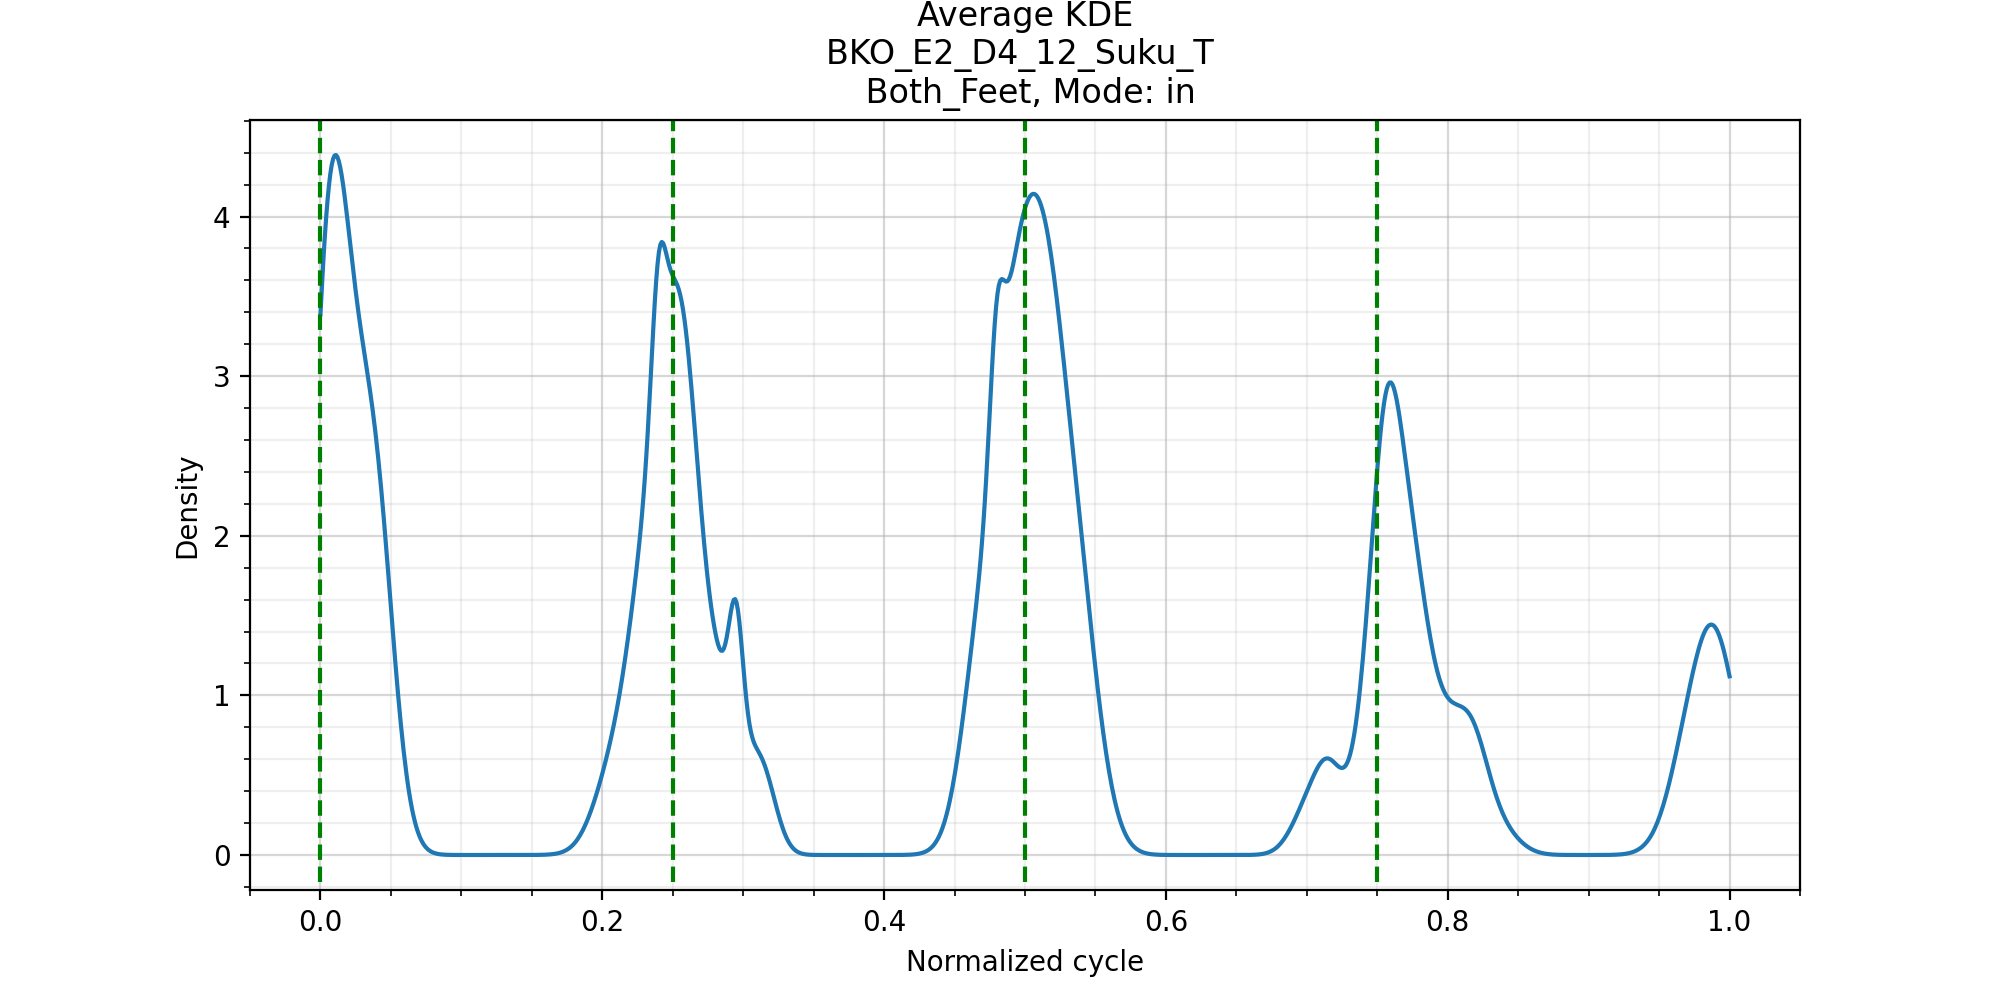 Average KDE
BKO_E2_D4_12_Suku_T
Both_Feet, Mode: in
4
3
2
1
0
Density
0.0 0.2 0.4 0.6 0.8 1.0
Normalized cycle